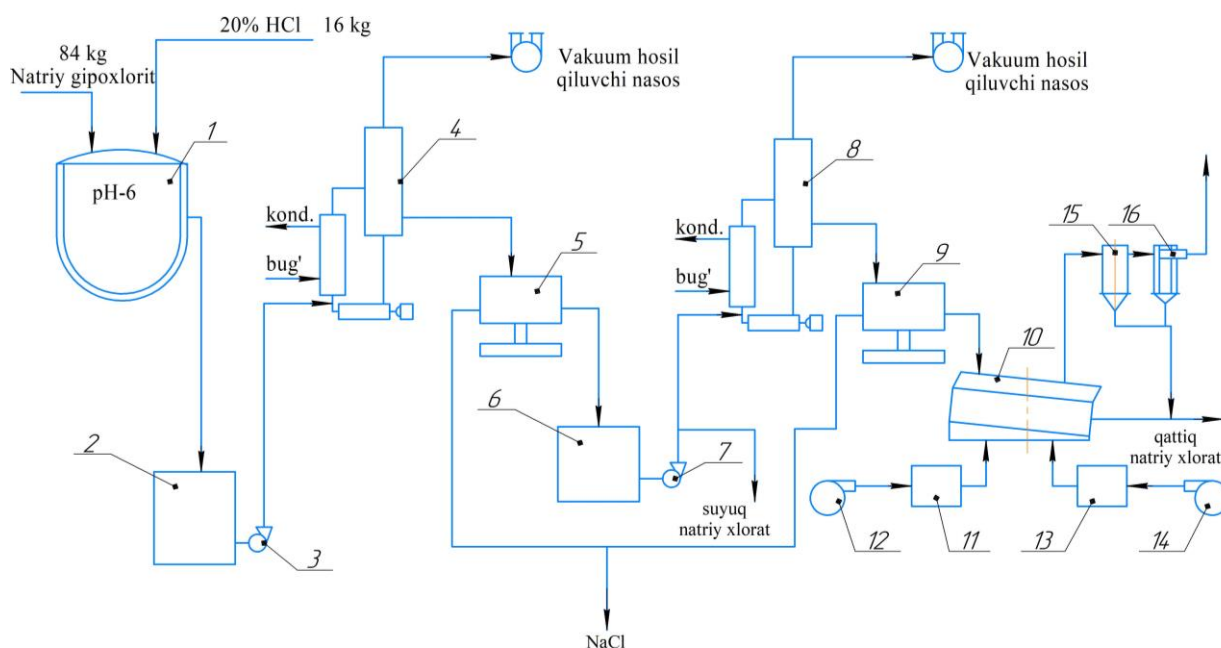 20% HCl 16 kg
84 kg
Natriy gipoxlorit
1
pH-6
2
3
Vakuum hosil
qiluvchi nasos
4
kond.
bug'
5
6
7
suyuq
natriy xlorat
NaCl
Vakuum hosil
qiluvchi nasos
8
kond.
bug'
9
10
15
16
qattiq
natriy xlorat
12
11
13
14